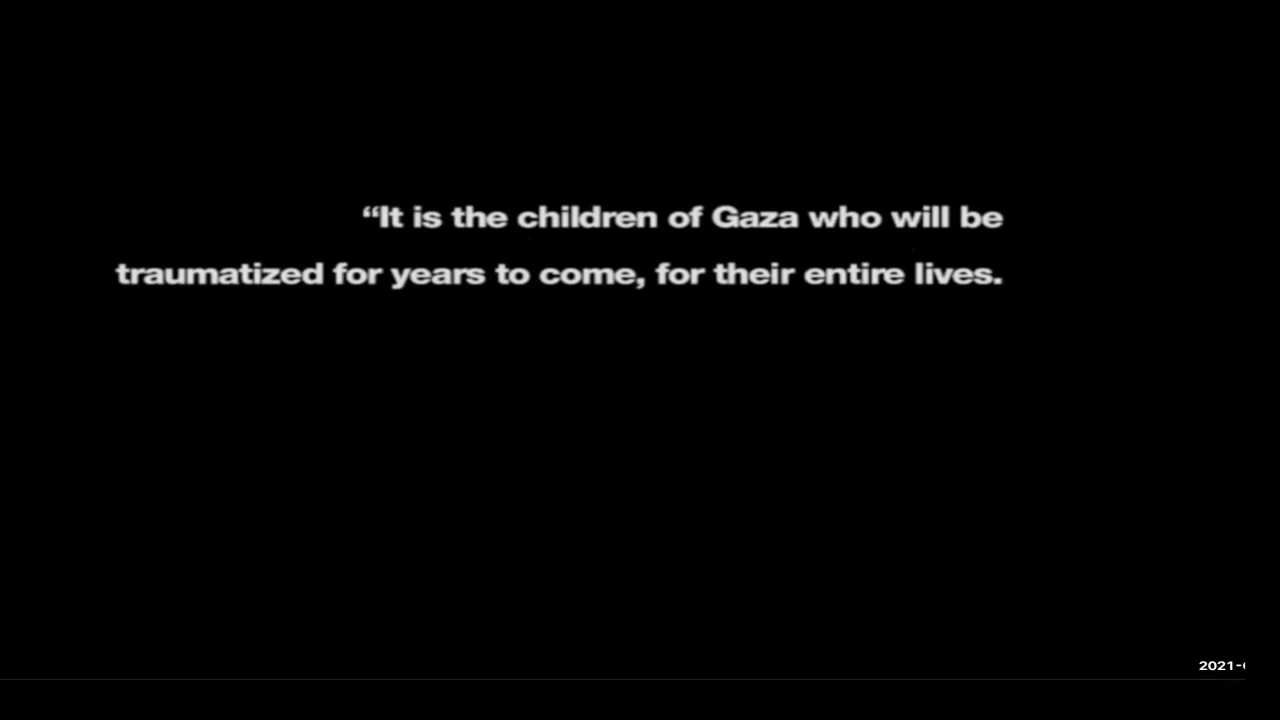 “It is the children of Gaza who will be
traumatized for years to come, for their entire lives.
2021-